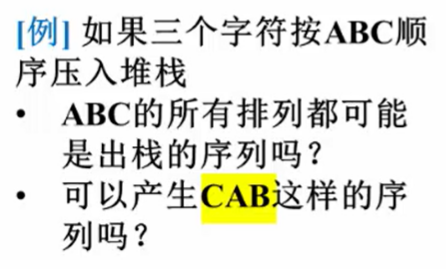 [例] 如果三个字符按ABC顺
序压入堆栈
• ABC的所有排列都可能
是出栈的序列吗？
• 可以产生CAB这样的序
列吗？